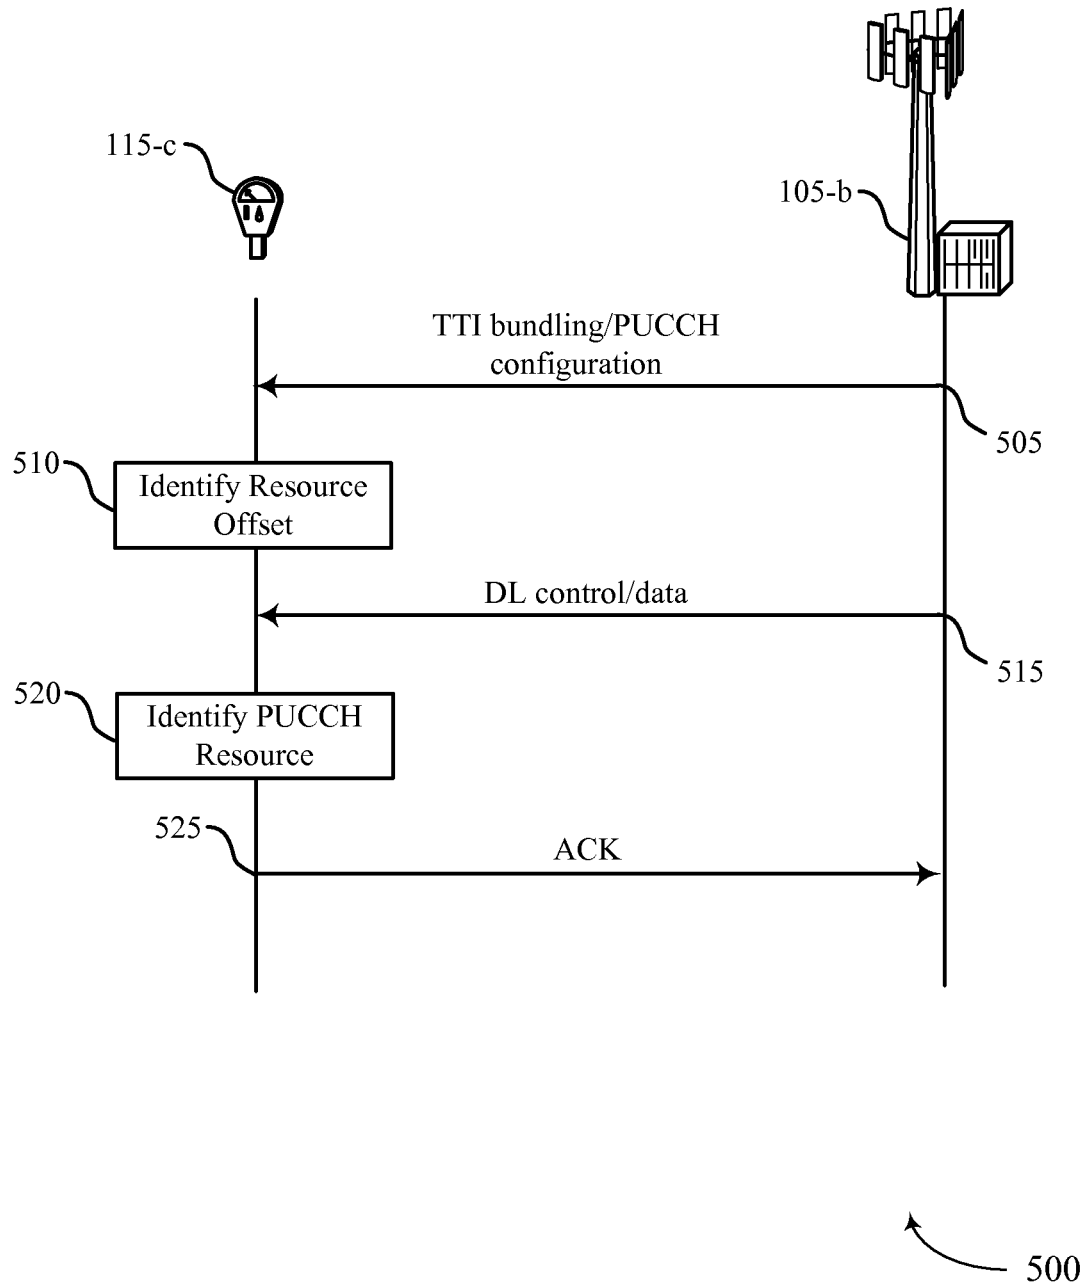 115-c
105-b
TTI bundling/PUCCH
configuration
505
510
Identify Resource
Offset
DL control/data
515
520
Identify PUCCH
Resource
525
ACK
500